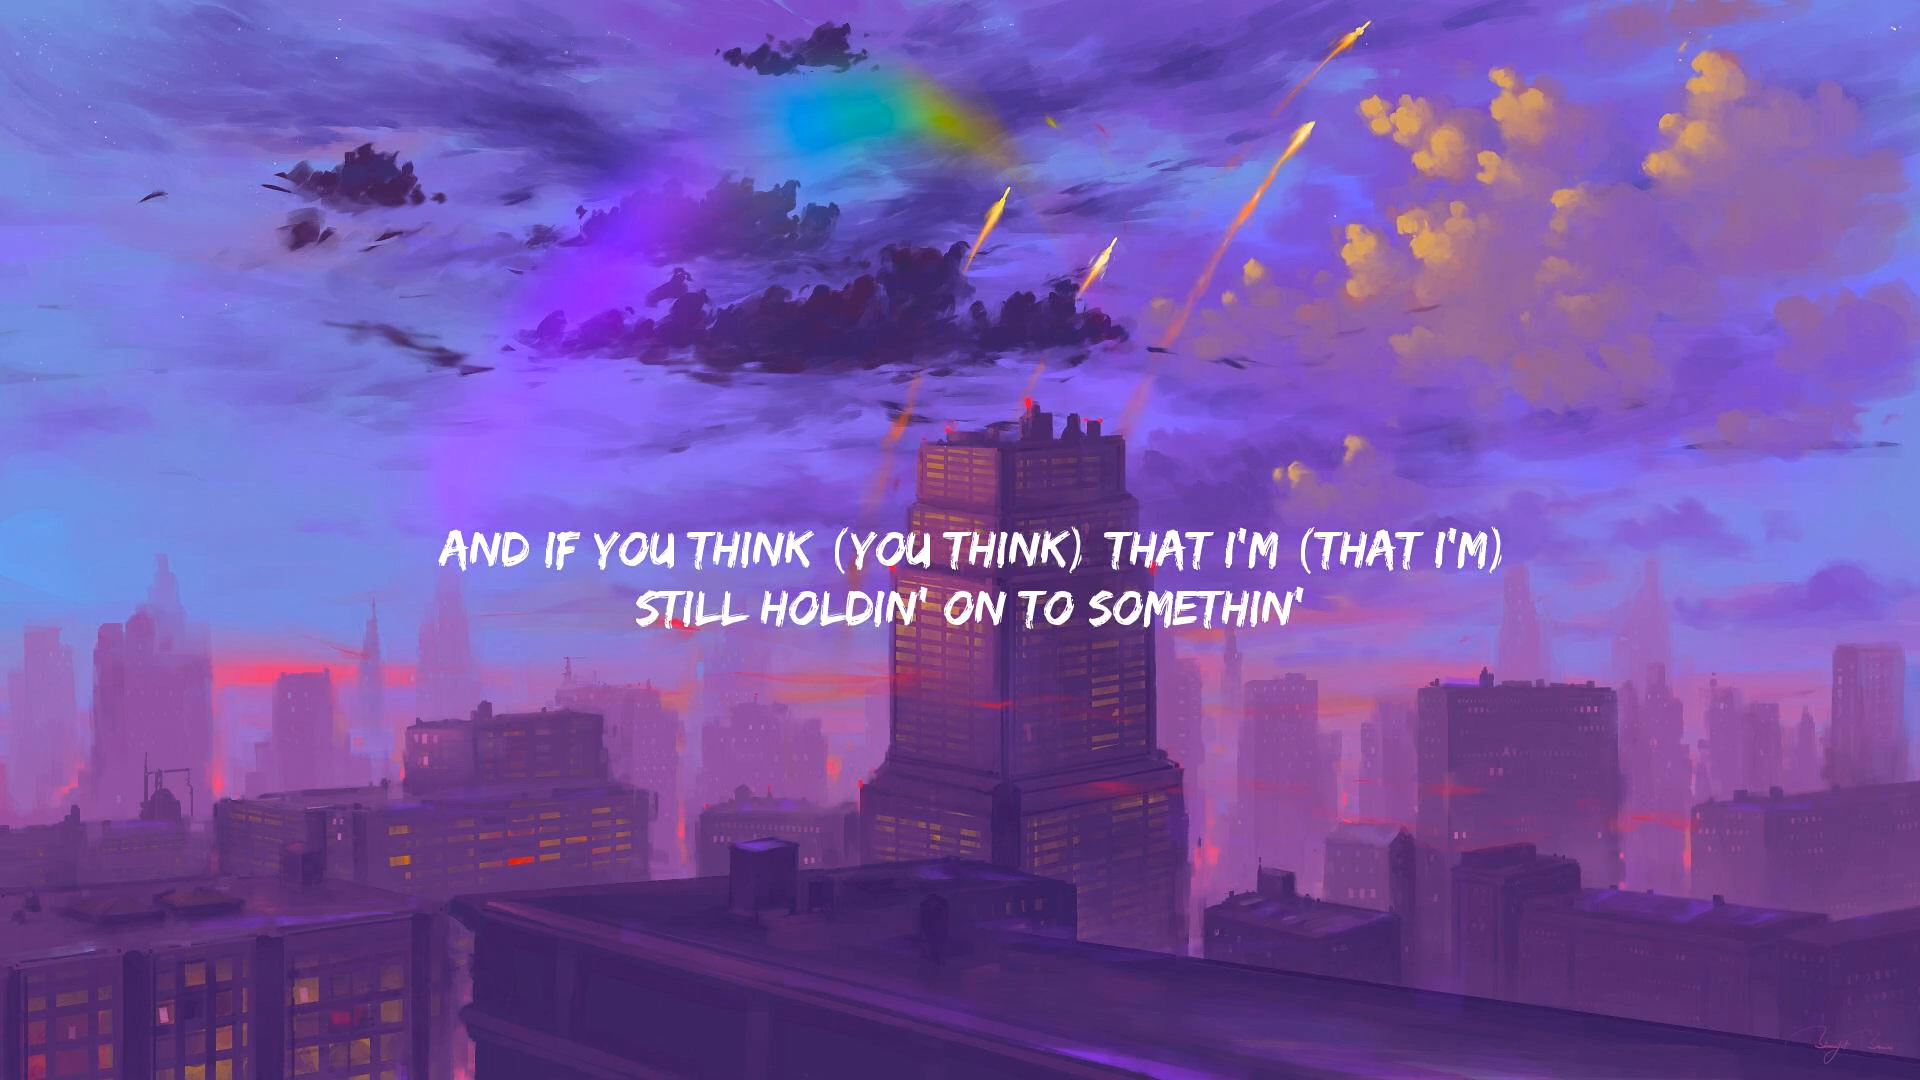 AND IF YOU THINK (YOU THINK) THAT I'M (THAT I'M)
STILL HOLDIN' ON TO SOMETHIN'